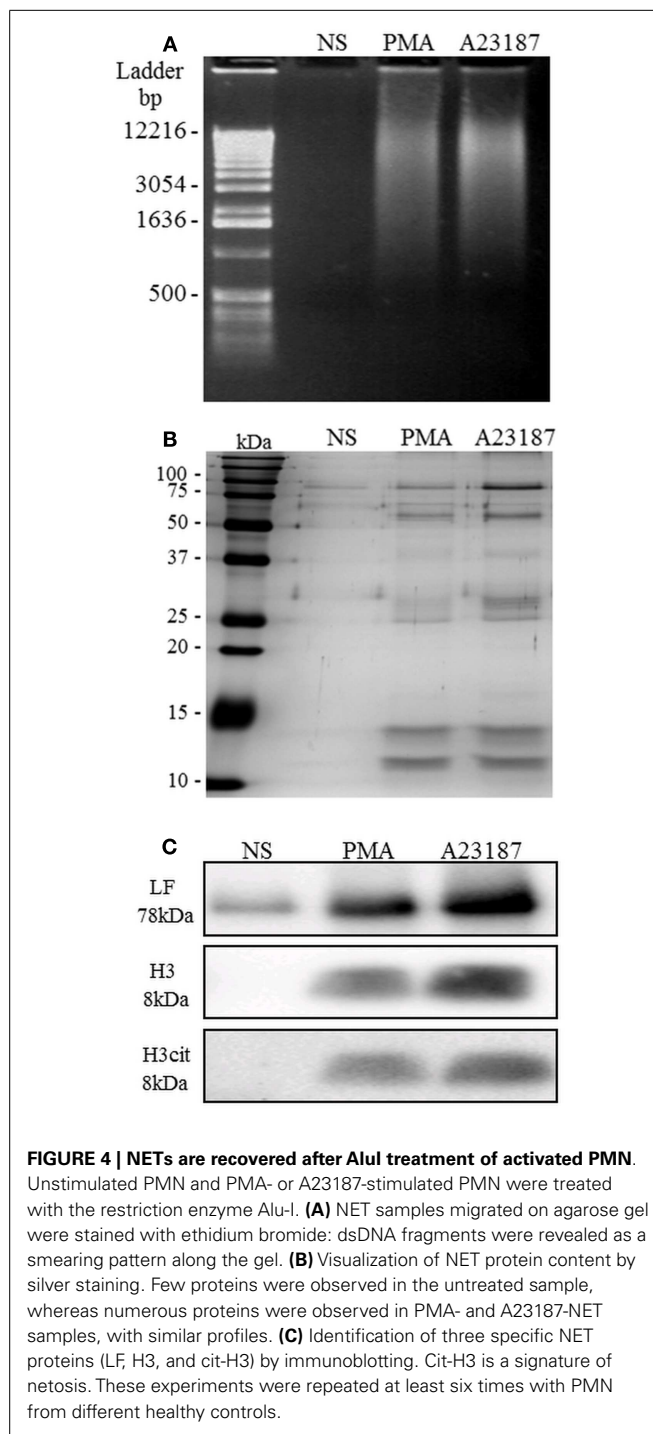 A NS PMA A23187
Ladder
bp
12216 -
3054 -
1636 -
500 -
B kDa NS PMA A23187
100 -
75 -
50 -
37 -
25 -
20 -
15 -
10 -
C NS PMA A23187
LF
78kDa
H3
8kDa
H3cit
8kDa
FIGURE 4 | NETs are recovered after AluI treatment of activated PMN.
Unstimulated PMN and PMA- or A23187-stimulated PMN were treated
with the restriction enzyme Alu-I. (A) NET samples migrated on agarose gel
were stained with ethidium bromide: dsDNA fragments were revealed as a
smearing pattern along the gel. (B) Visualization of NET protein content by
silver staining. Few proteins were observed in the untreated sample,
whereas numerous proteins were observed in PMA- and A23187-NET
samples, with similar profiles. (C) Identification of three specific NET
proteins (LF, H3, and cit-H3) by immunoblotting. Cit-H3 is a signature of
netosis. These experiments were repeated at least six times with PMN
from different healthy controls.